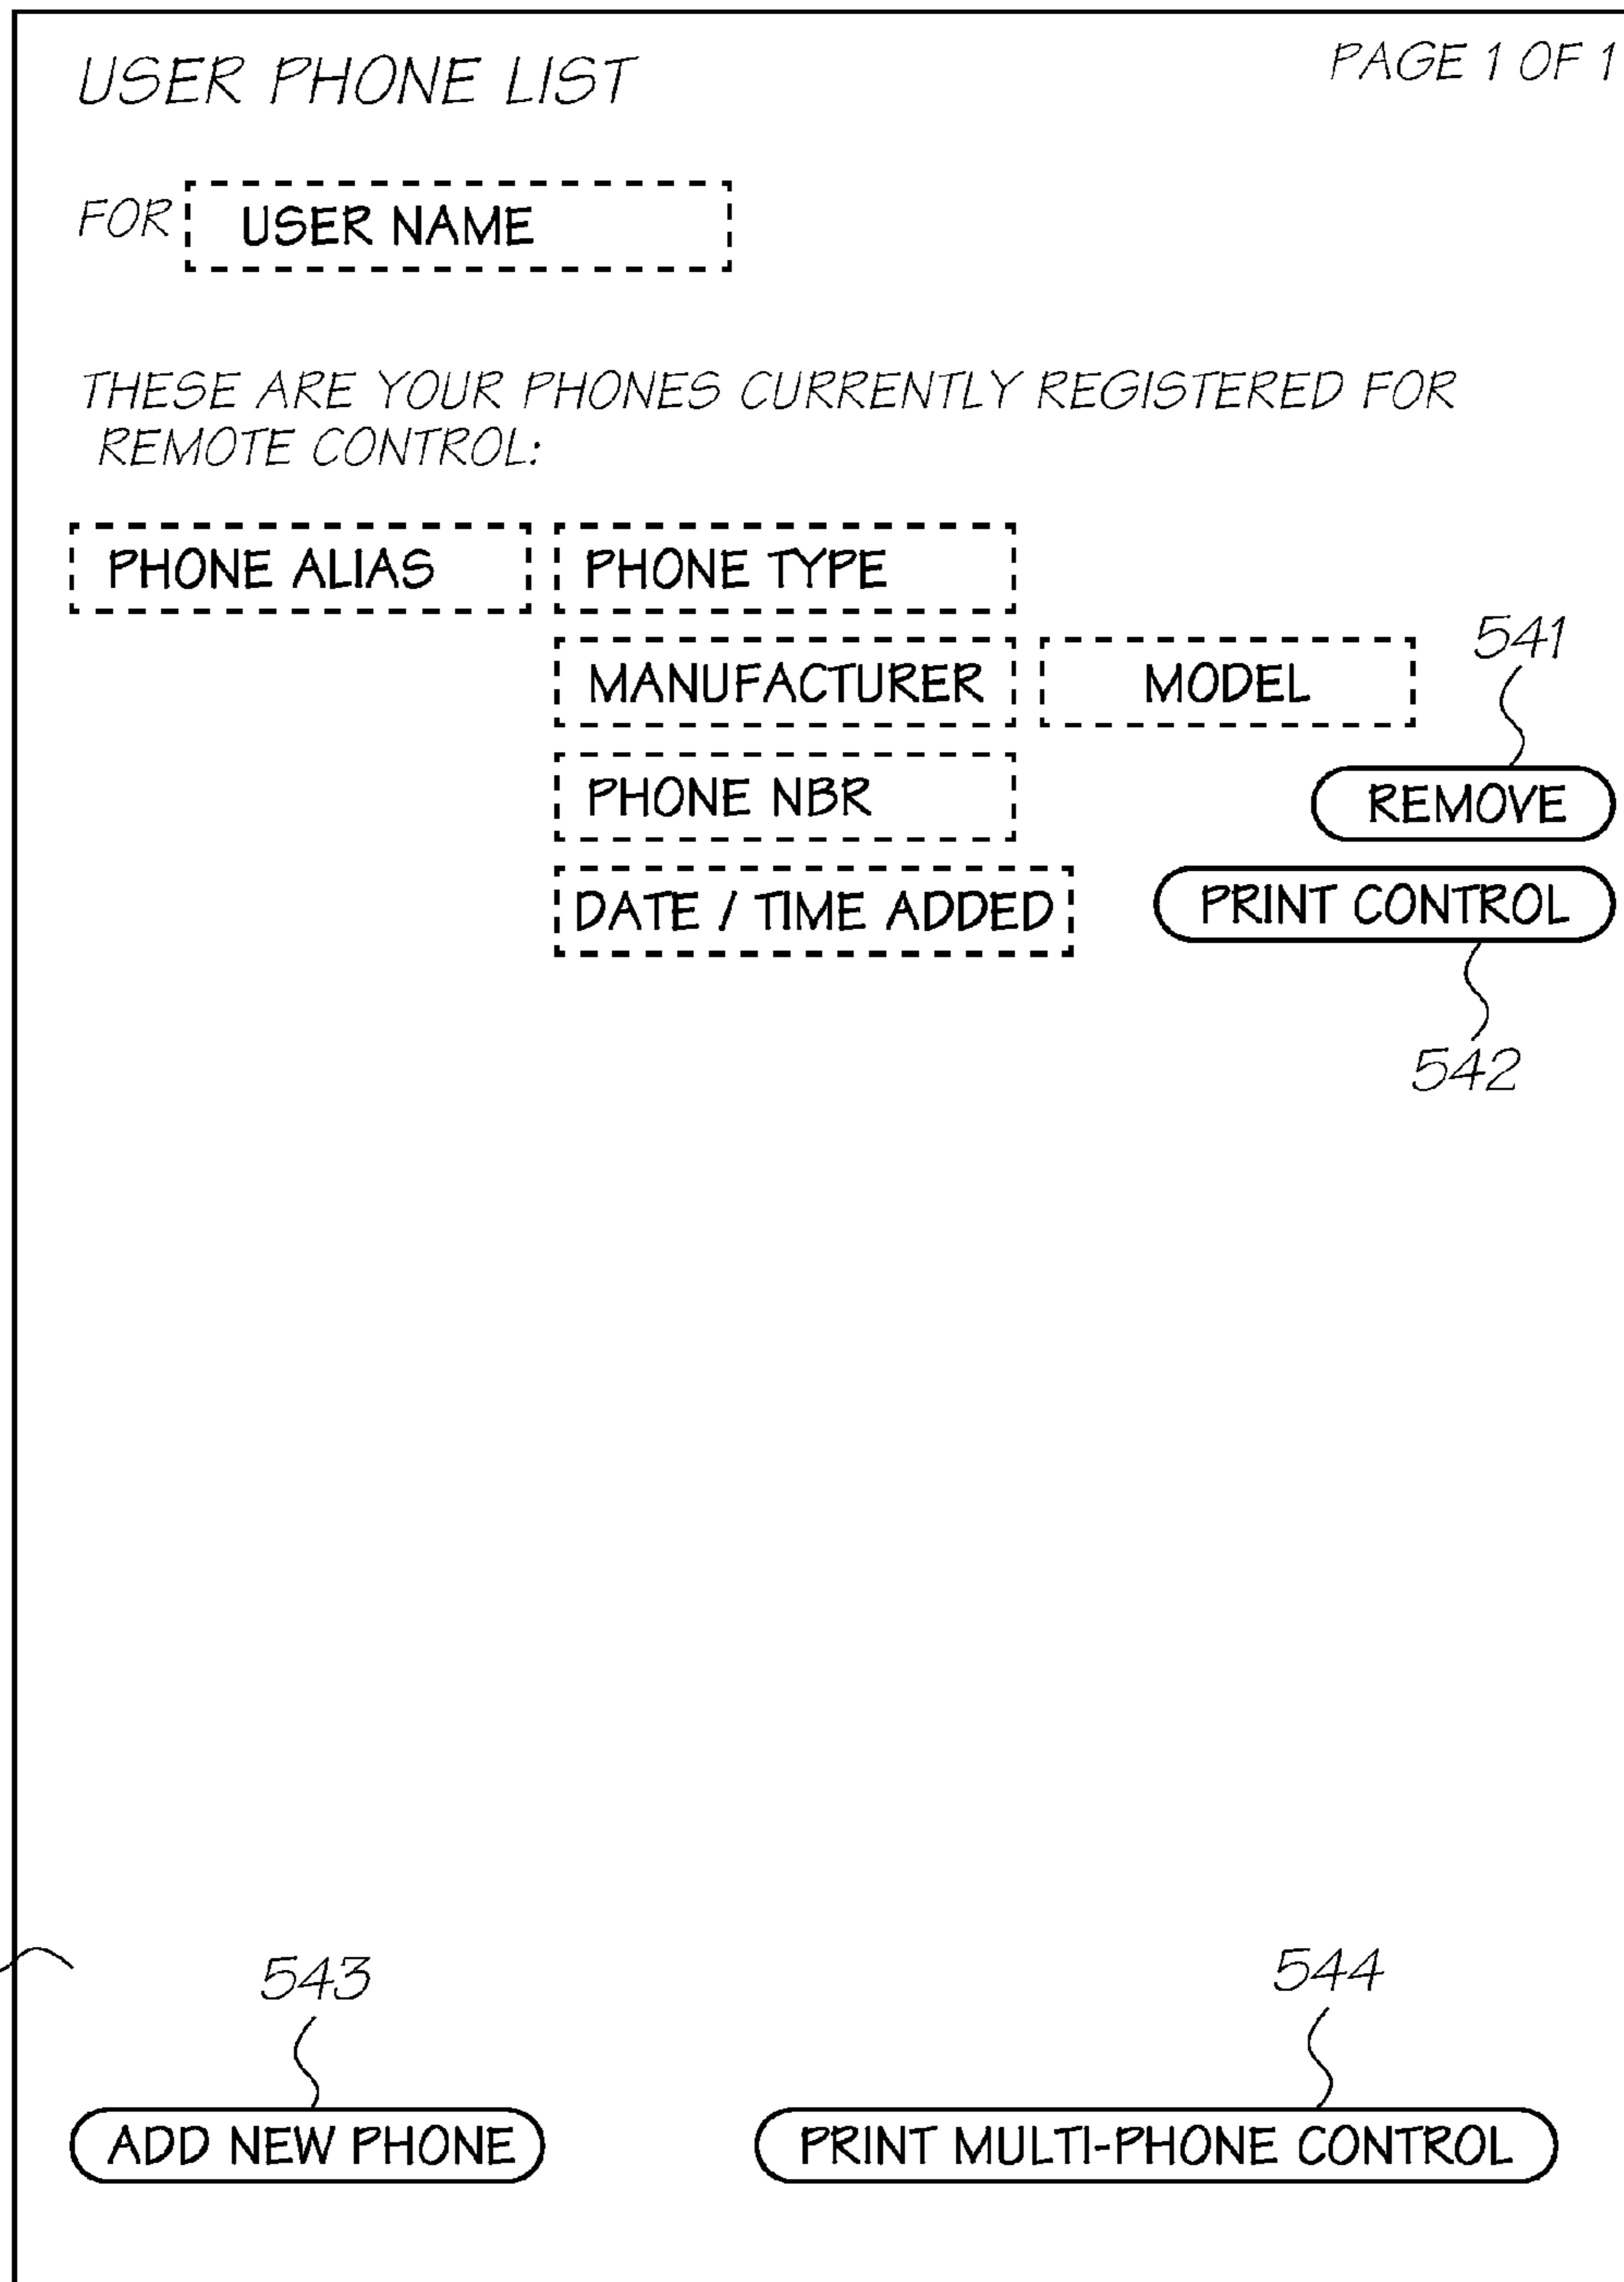 USER PHONE LIST
PAGE 1 OF 1
FOR USER NAME
THESE ARE YOUR PHONES CURRENTLY REGISTERED FOR
REMOTE CONTROL:
PHONE ALIAS PHONE TYPE
541
MANUFACTURER MODEL
PHONE NBR REMOVE
DATE / TIME ADDED PRINT CONTROL
542
543 544
ADD NEW PHONE PRINT MULTI-PHONE CONTROL